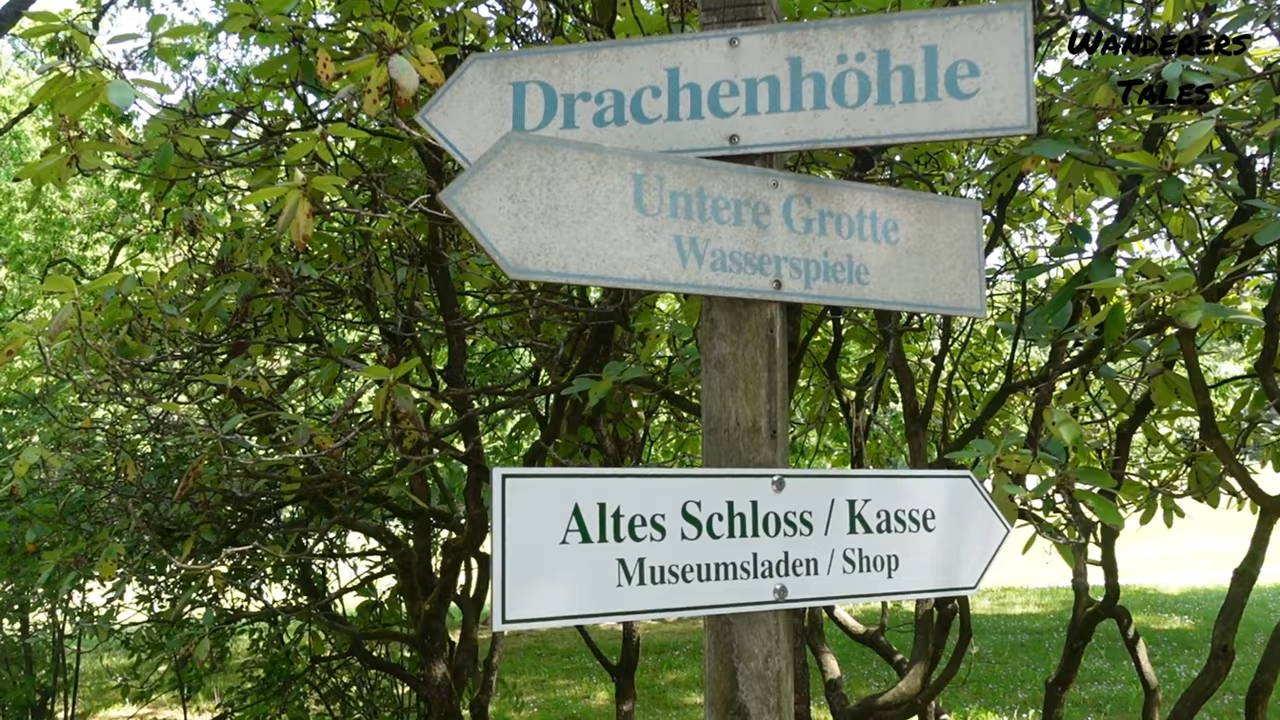 Wanderers
Tales
Drachenhöhle
Untere Grotte
Wasserspiele
Altes Schloss / Kasse
Museumsladen / Shop